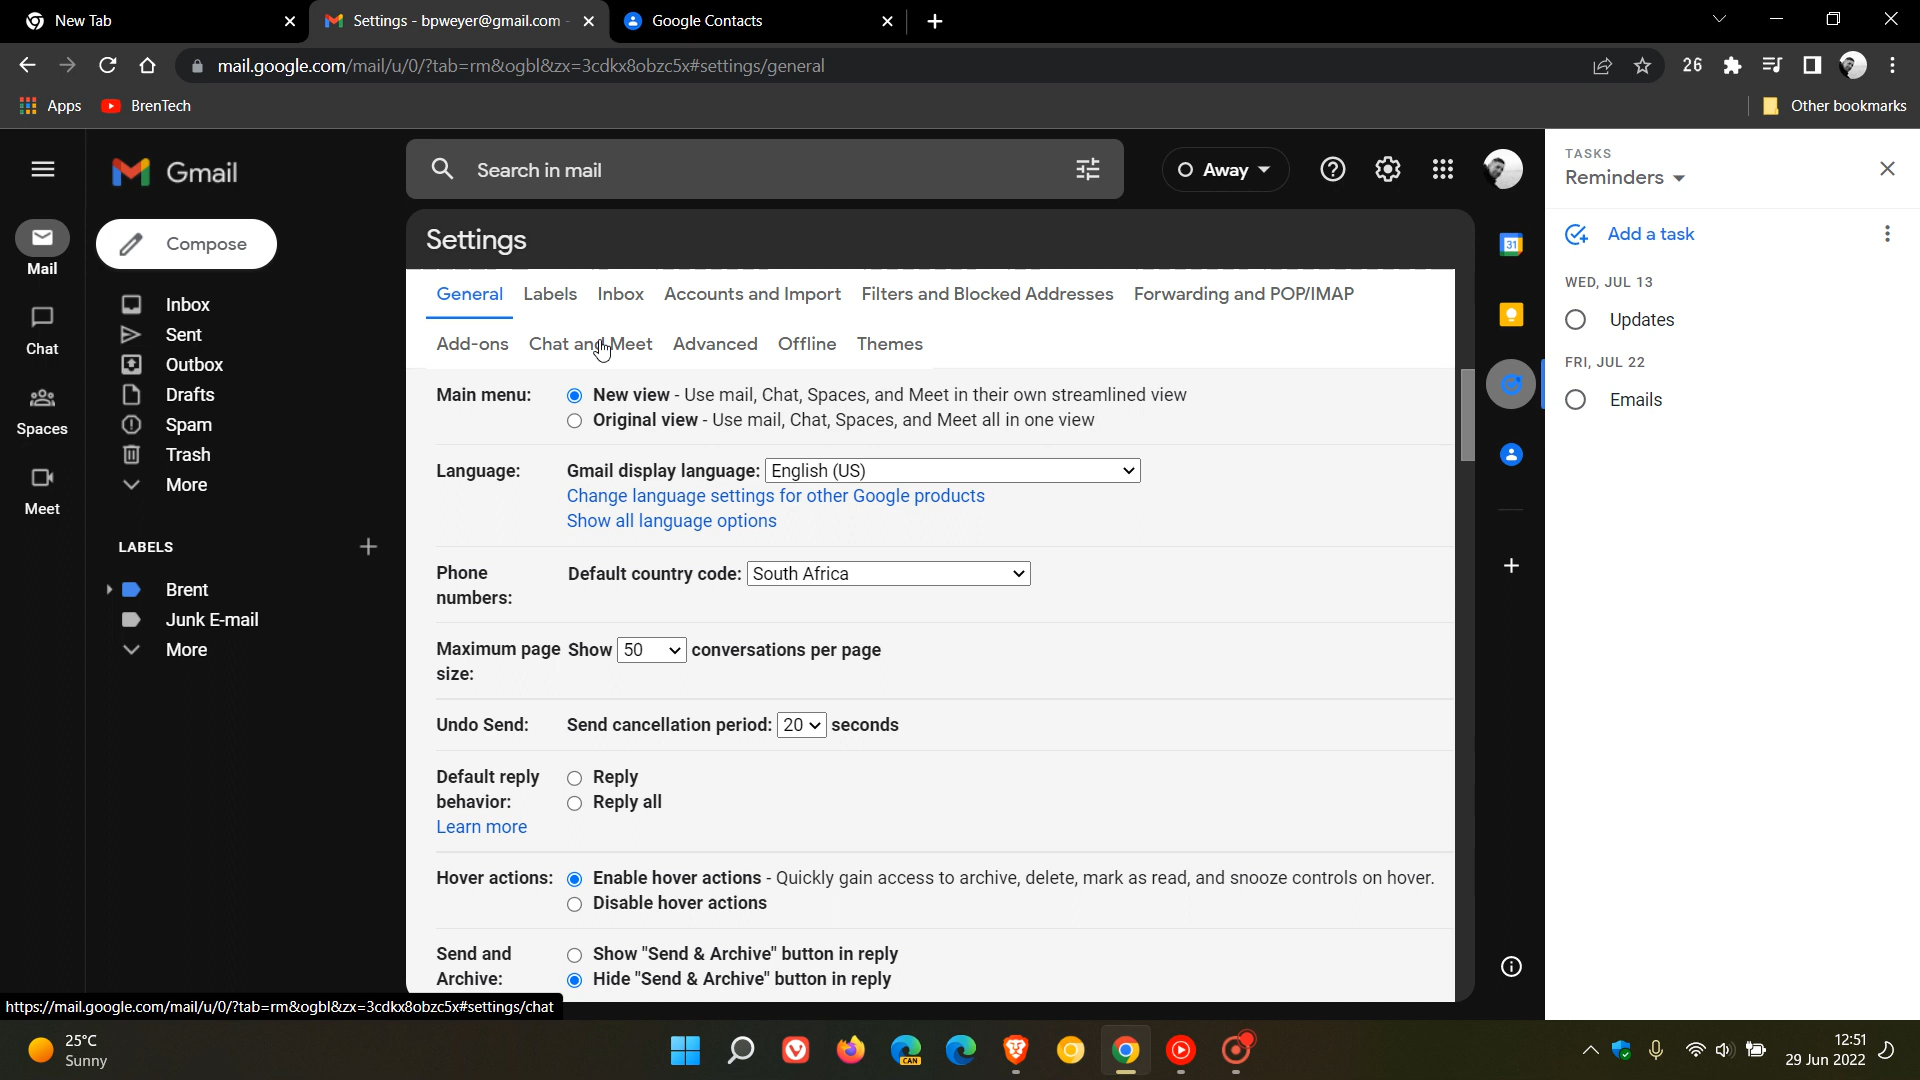 New Tab
Settings - bpweyer@gmail.com -
Google Contacts
mail.google.com/mail/u/0/?tab=rm&ogbl&zx=3cdkx8obzc5x#settings/general
26
Apps
BrenTech
Other bookmarks
Gmail
Search in mail
Away
TASKS
Reminders
Compose
Settings
Add a task
Mail
Chat
Spaces
Meet
Inbox
Sent
Outbox
Drafts
Spam
Trash
More
LABELS
Brent
Junk E-mail
More
General Labels Inbox Accounts and Import Filters and Blocked Addresses Forwarding and POP/IMAP
Add-ons Chat and Meet Advanced Offline Themes
Main menu:
New view - Use mail, Chat, Spaces, and Meet in their own streamlined view
Original view - Use mail, Chat, Spaces, and Meet all in one view
Language:
Gmail display language: English (US)
Change language settings for other Google products
Show all language options
Phone
numbers:
Default country code: South Africa
Maximum page
size:
Show 50 conversations per page
Undo Send:
Send cancellation period: 20 seconds
Default reply
behavior:
Learn more
Reply
Reply all
Hover actions:
Enable hover actions - Quickly gain access to archive, delete, mark as read, and snooze controls on hover.
Disable hover actions
Send and
Archive:
Show "Send & Archive" button in reply
Hide "Send & Archive" button in reply
31
WED, JUL 13
Updates
FRI, JUL 22
Emails
https://mail.google.com/mail/u/0/?tab=rm&ogbl&zx=3cdkx8obzc5x#settings/chat
25°C
Sunny
CAN
12:51
29 Jun 2022